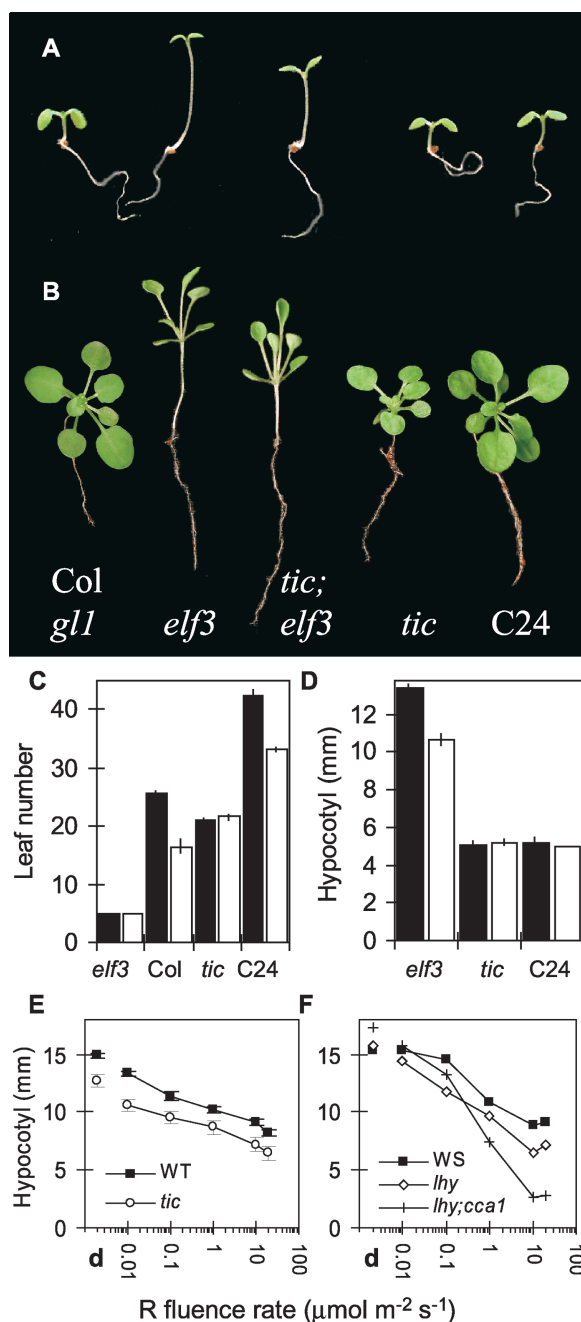 A
B
Col
gl1
elf3
tic;
elf3
tic
C24
C
Leaf number
40
30
20
10
0
elf3 Col tic C24
D
Hypocotyl (mm)
12
10
8
6
4
2
0
elf3 tic C24
E
Hypocotyl (mm)
15
10
5
0
WT
tic
d 0.01 0.1 1 10 100
F
15
10
5
0
WS
lhy
lhy;cca1
d 0.01 0.1 1 10 100
R fluence rate (μmol m⁻² s⁻¹)